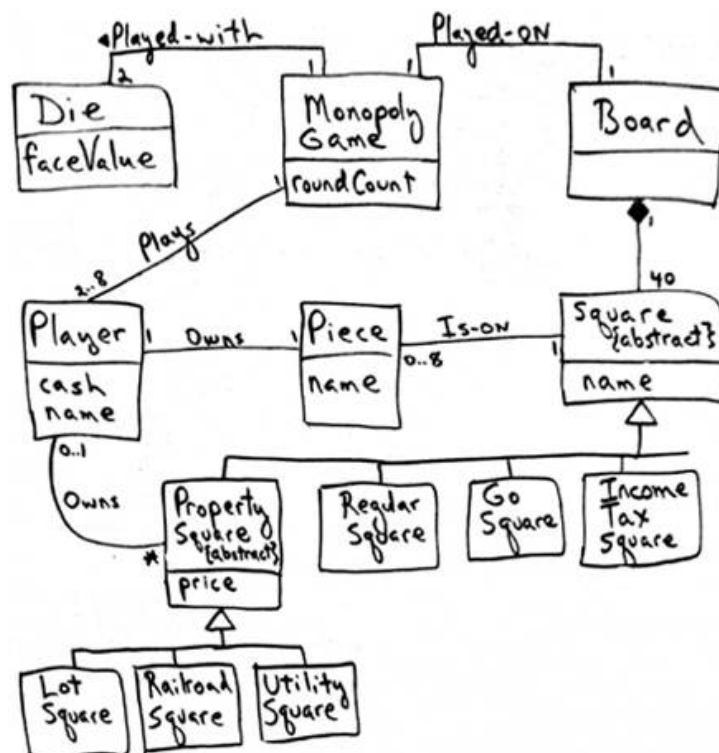 ◄Played-with
Played-ON
2
1
1
1
Die
faceValue
Monopoly
Game
roundCount
Board
1
Plays
2..8
1
40
Player
cash
name
1
Owns
1
Piece
name
0..8
Is-ON
1
Square
{abstract}
name
0..1
Owns
*
Property
Square
{abstract}
price
Regular
Square
Go
Square
Income
Tax
Square
Lot
Square
Railroad
Square
Utility
Square